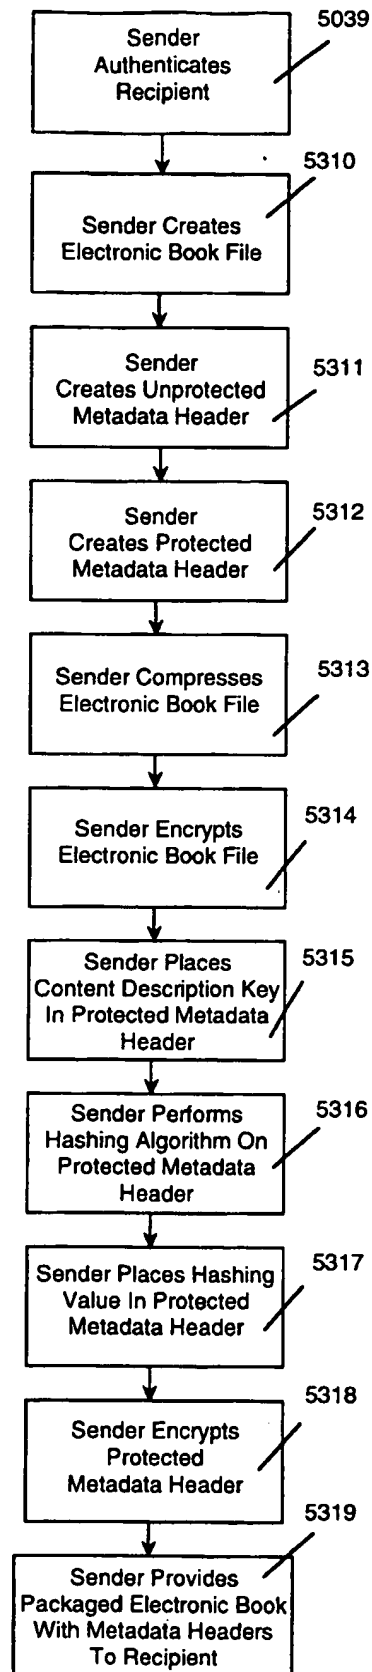 Sender
Authenticates
Recipient
5039
Sender Creates
Electronic Book File
5310
Sender
Creates Unprotected
Metadata Header
5311
Sender
Creates Protected
Metadata Header
5312
Sender Compresses
Electronic Book File
5313
Sender Encrypts
Electronic Book File
5314
Sender Places
Content Description Key
In Protected Metadata
Header
5315
Sender Performs
Hashing Algorithm On
Protected Metadata
Header
5316
Sender Places Hashing
Value In Protected
Metadata Header
5317
Sender Encrypts
Protected
Metadata Header
5318
Sender Provides
Packaged Electronic Book
With Metadata Headers
To Recipient
5319